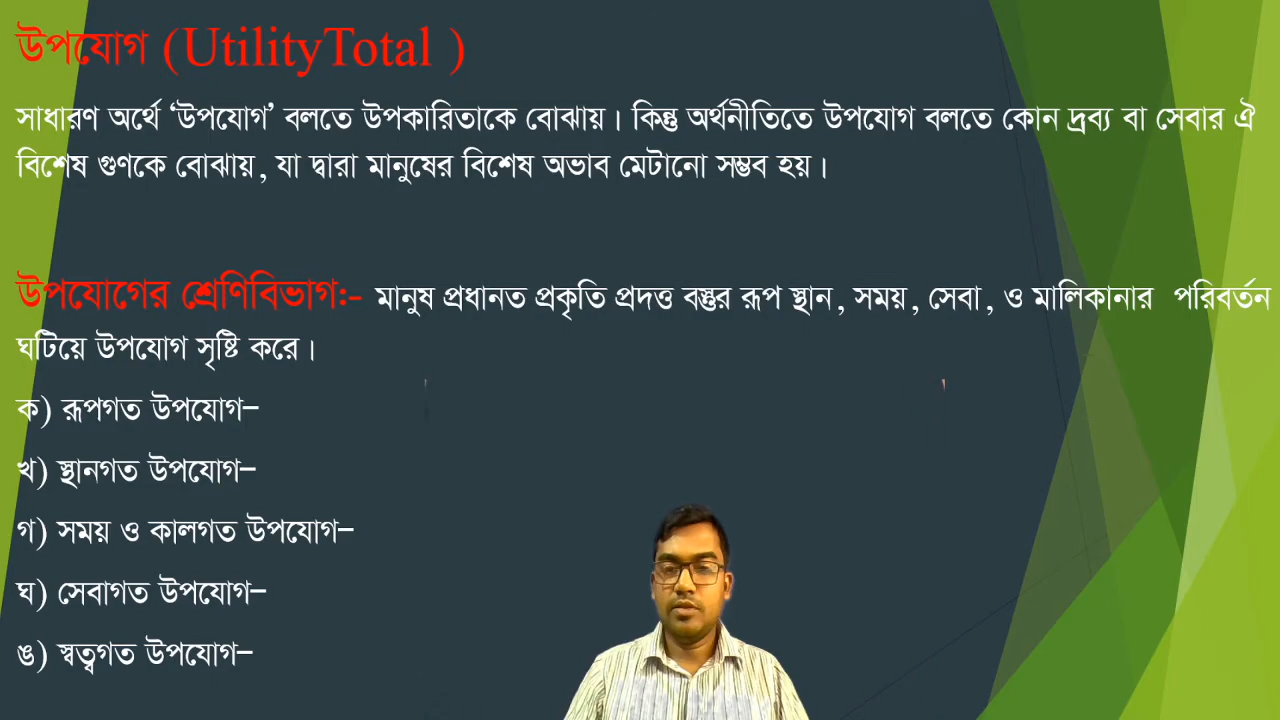 উপযোগ (UtilityTotal )
সাধারণ অর্থে ‘উপযোগ’ বলতে উপকারিতাকে বোঝায়। কিন্তু অর্থনীতিতে উপযোগ বলতে কোন দ্রব্য বা সেবার ঐ
বিশেষ গুণকে বোঝায়, যা দ্বারা মানুষের বিশেষ অভাব মেটানো সম্ভব হয়।
উপযোগের শ্রেণিবিভাগ:- মানুষ প্রধানত প্রকৃতি প্রদত্ত বস্তুর রূপ স্থান, সময়, সেবা, ও মালিকানার পরিবর্তন
ঘটিয়ে উপযোগ সৃষ্টি করে।
ক) রূপগত উপযোগ–
খ) স্থানগত উপযোগ–
গ) সময় ও কালগত উপযোগ–
ঘ) সেবাগত উপযোগ–
ঙ) স্বত্বগত উপযোগ–